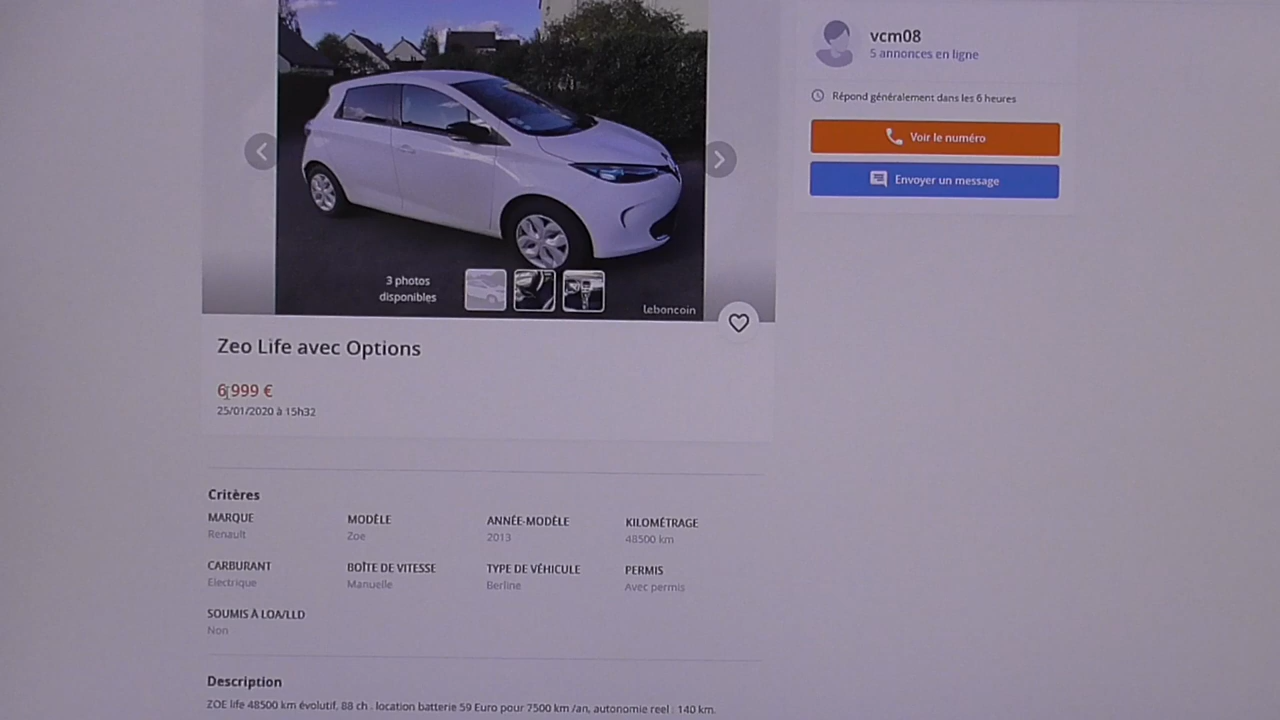 vcm08
5 annonces en ligne
Répond généralement dans les 6 heures
Voir le numéro
Envoyer un message
3 photos
disponibles
leboncoin
Zeo Life avec Options
6 999 €
25/01/2020 à 15h32
Critères
MARQUE
Renault
MODÈLE
Zoe
ANNÉE-MODÈLE
2013
KILOMÉTRAGE
48500 km
CARBURANT
Electrique
BOÎTE DE VITESSE
Manuelle
TYPE DE VÉHICULE
Berline
PERMIS
Avec permis
SOUMIS À LOA/LLD
Non
Description
ZOE life 48500 km évolutif, 88 ch . location batterie 59 Euro pour 7500 km /an, autonomie reel : 140 km.